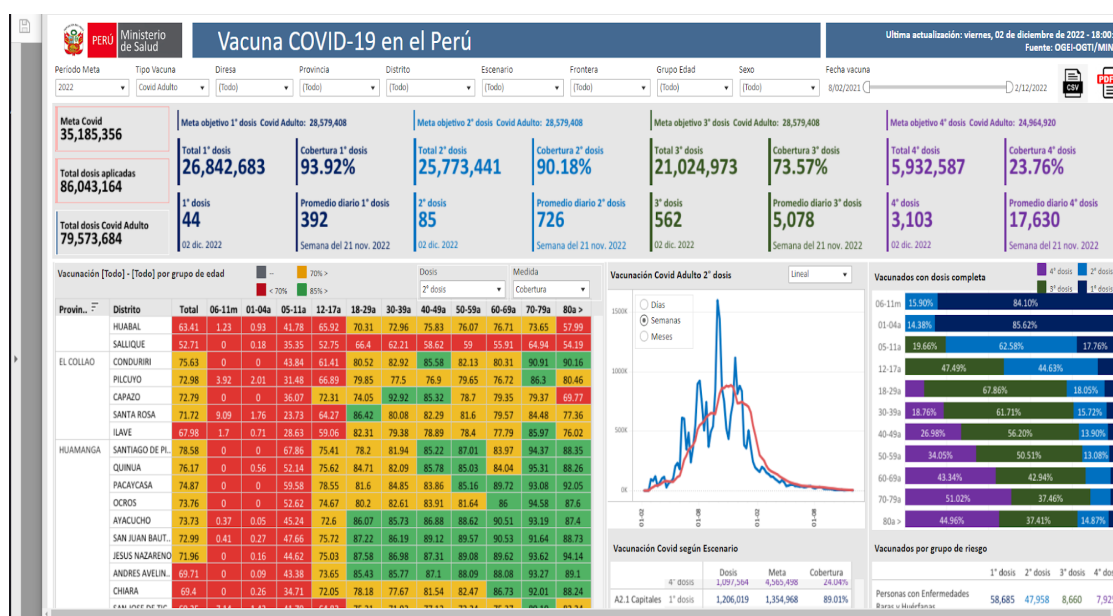 PERÚ
Ministerio
de Salud
Vacuna COVID-19 en el Perú
Ultima actualización: viernes, 02 de diciembre de 2022 - 18:00:
Fuente: OGEI-OGTI/MIN
Período Meta Tipo Vacuna Diresa Provincia Distrito Escenario Frontera Grupo Edad Sexo Fecha vacuna
2022 Covid Adulto (Todo) (Todo) (Todo) (Todo) (Todo) (Todo) (Todo) 8/02/2021 2/12/2022
CSV
PDF
Meta Covid
35,185,356
Total dosis aplicadas
86,043,164
Total dosis Covid Adulto
79,573,684
Meta objetivo 1° dosis Covid Adulto: 28,579,408
Total 1° dosis Cobertura 1° dosis
26,842,683 93.92%
1° dosis Promedio diario 1° dosis
44 392
02 dic. 2022 Semana del 21 nov. 2022
Meta objetivo 2° dosis Covid Adulto: 28,579,408
Total 2° dosis Cobertura 2° dosis
25,773,441 90.18%
2° dosis Promedio diario 2° dosis
85 726
02 dic. 2022 Semana del 21 nov. 2022
Meta objetivo 3° dosis Covid Adulto: 28,579,408
Total 3° dosis Cobertura 3° dosis
21,024,973 73.57%
3° dosis Promedio diario 3° dosis
562 5,078
02 dic. 2022 Semana del 21 nov. 2022
Meta objetivo 4° dosis Covid Adulto: 24,964,920
Total 4° dosis Cobertura 4° dosis
5,932,587 23.76%
4° dosis Promedio diario 4° dosis
3,103 17,630
02 dic. 2022 Semana del 21 nov. 2022
Vacunación [Todo] - [Todo] por grupo de edad
-- 70% >
< 70% 85% >
Dosis Medida
2° dosis Cobertura
Provin.. Distrito Total 06-11m 01-04a 05-11a 12-17a 18-29a 30-39a 40-49a 50-59a 60-69a 70-79a 80a >
HUABAL 63.41 1.23 0.93 41.78 65.92 70.31 72.96 75.83 76.07 76.71 73.65 57.99
SALLIQUE 52.71 0 0.18 35.35 52.75 66.4 62.21 58.62 59 55.91 64.94 54.19
EL COLLAO CONDURIRI 75.63 0 0 43.84 61.41 80.52 82.92 85.58 82.13 80.31 90.91 90.16
PILCUYO 72.98 3.92 2.01 31.48 66.89 79.85 77.5 76.9 79.65 76.72 86.3 80.46
CAPAZO 72.79 0 0 36.07 72.31 74.05 92.92 85.32 78.7 79.35 79.37 69.77
SANTA ROSA 71.72 9.09 1.76 23.73 64.27 86.42 80.08 82.29 81.6 79.57 84.48 77.36
ILAVE 67.98 1.7 0.71 28.63 59.06 82.31 79.38 78.89 78.4 77.79 85.97 76.02
HUAMANGA SANTIAGO DE PI.. 78.58 0 0 67.86 75.41 78.2 81.94 85.22 87.01 83.97 94.37 88.35
QUINUA 76.17 0 0.56 52.14 75.62 84.71 82.09 85.78 85.03 84.04 95.31 88.26
PACAYCASA 74.87 0 0 59.58 78.55 81.6 84.85 83.86 85.16 89.72 93.08 92.05
OCROS 73.76 0 0 52.62 74.67 80.2 82.61 83.91 81.64 86 94.58 87.6
AYACUCHO 73.73 0.37 0.05 45.24 72.6 86.07 85.73 86.88 88.62 90.51 93.19 87.4
SAN JUAN BAUT.. 72.99 0.41 0.27 47.66 75.72 87.22 86.19 89.12 89.57 90.53 91.64 88.73
JESUS NAZARENO 71.96 0 0.16 44.62 75.03 87.58 86.98 87.31 89.08 89.62 93.62 94.14
ANDRES AVELIN.. 69.71 0 0.09 43.38 73.65 85.43 85.77 87.1 88.09 88.08 93.27 89.1
CHIARA 69.4 0 0.26 34.71 72.05 78.18 77.67 81.54 82.47 86.73 92.01 88.24
Vacunación Covid Adulto 2° dosis
Lineal
Días
Semanas
Meses
1500K
1000K
500K
0K
01-02 01-08 01-02 01-08
Vacunación Covid según Escenario
Dosis Meta Cobertura
4° dosis 1,097,564 4,565,498 24.04%
A2.1 Capitales 1° dosis 1,206,019 1,354,968 89.01%
Vacunados con dosis completa
4° dosis 2° dosis
3° dosis 1° dosis
06-11m 15.90% 84.10%
01-04a 14.38% 85.62%
05-11a 19.66% 62.58% 17.76%
12-17a 47.49% 44.63%
18-29a 67.86% 18.05%
30-39a 18.76% 61.71% 15.72%
40-49a 26.98% 56.20% 13.90%
50-59a 34.05% 50.51% 13.08%
60-69a 43.34% 42.94%
70-79a 51.02% 37.46%
80a > 44.96% 37.41% 14.87%
Vacunados por grupo de riesgo
1° dosis 2° dosis 3° dosis 4° dos
Personas con Enfermedades
Raras y Huérfanas 58,685 47,958 8,660 7,92